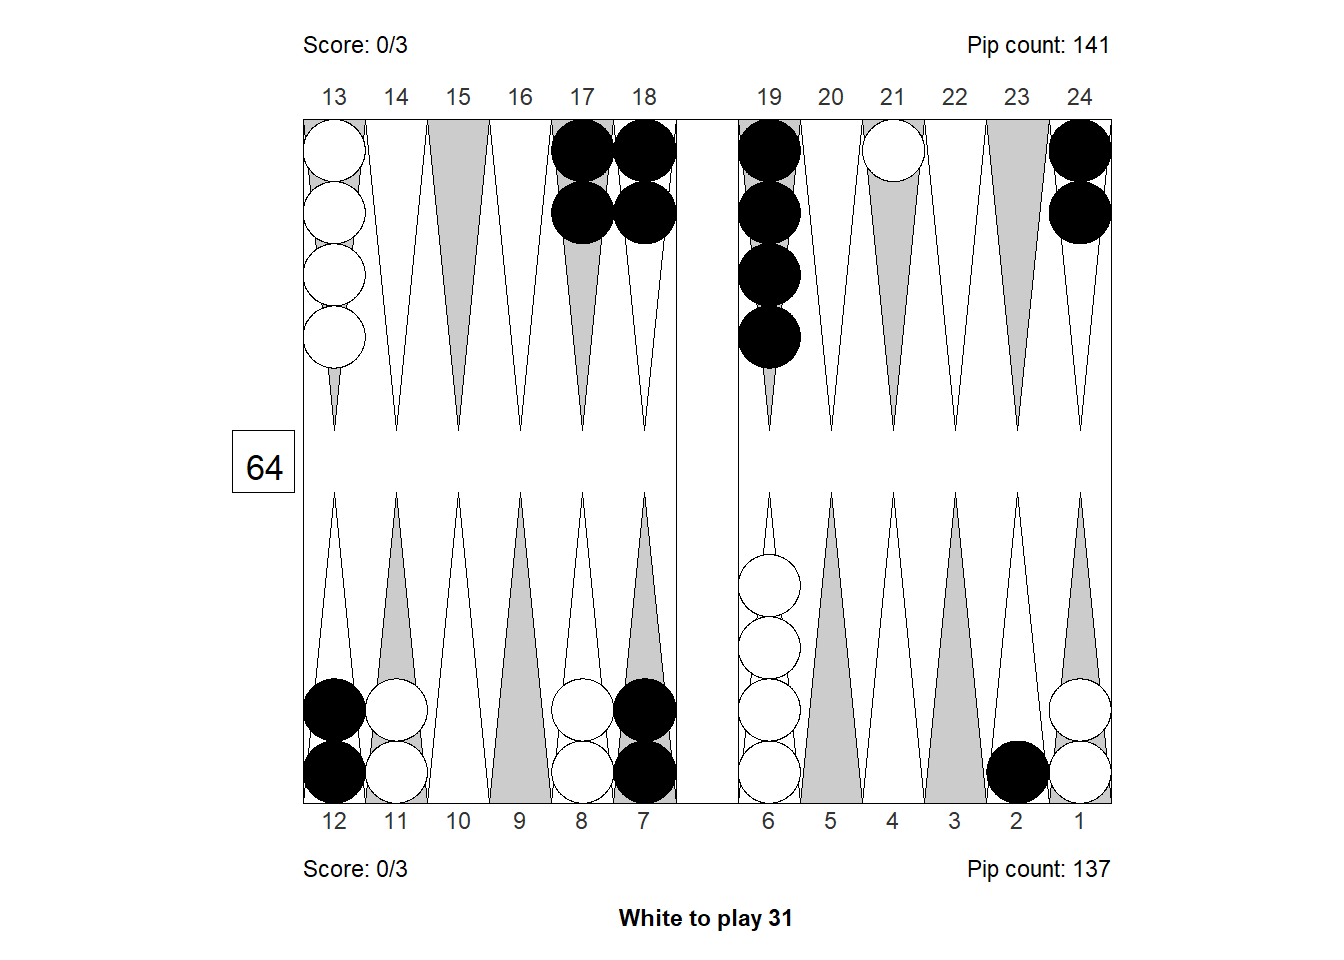 Score: 0/3 Pip count: 141
13 14 15 16 17 18 19 20 21 22 23 24
64
12 11 10 9 8 7 6 5 4 3 2 1
Score: 0/3 Pip count: 137
White to play 31